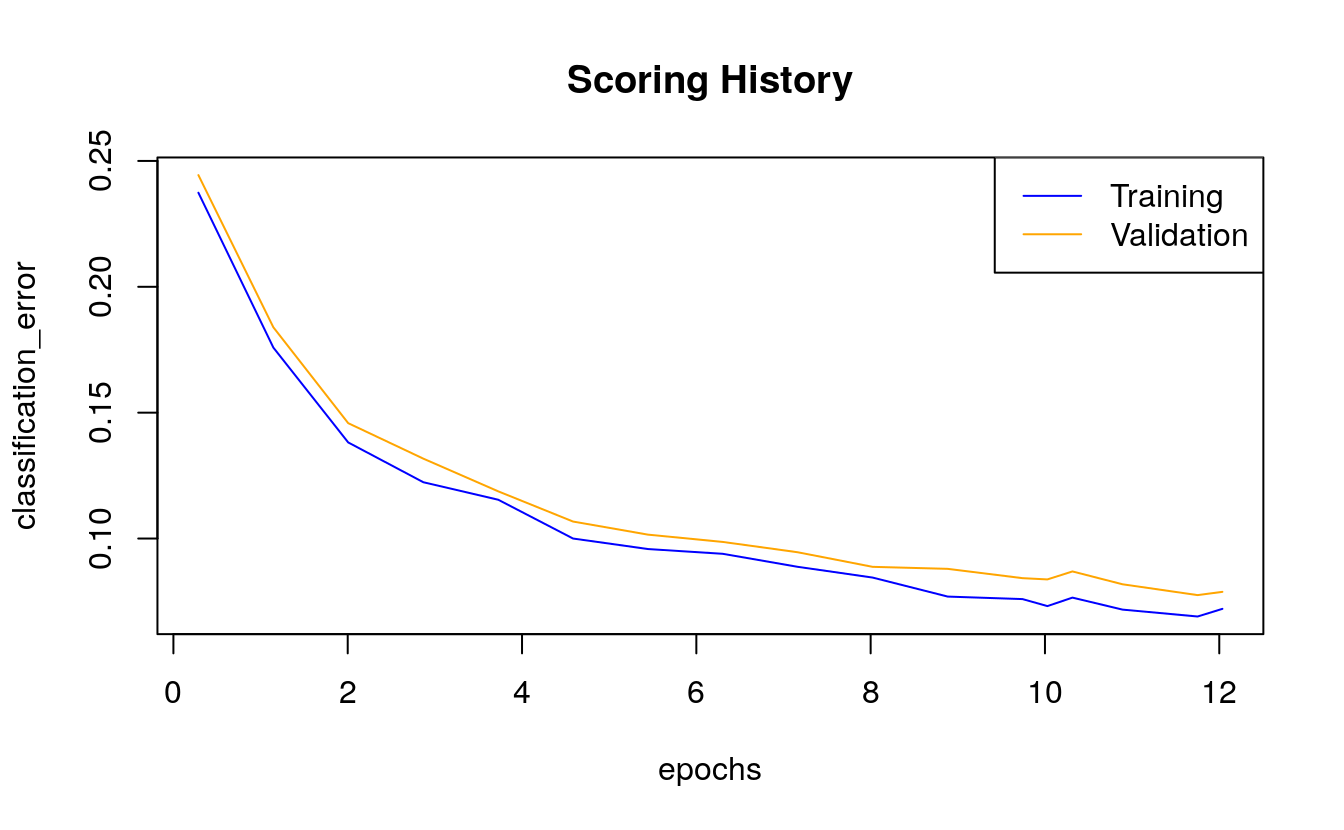 Scoring History
Training
Validation
classification_error
0.25
0.20
0.15
0.10
0 2 4 6 8 10 12
epochs